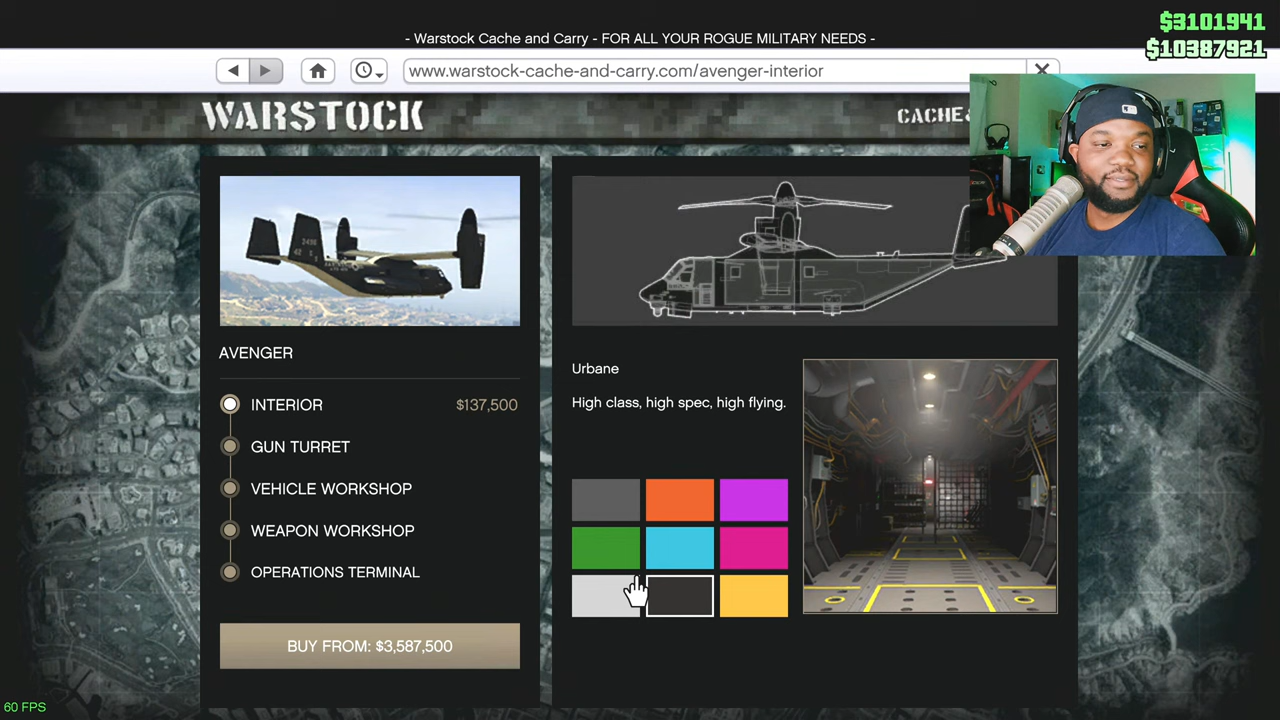 $3101941
$10387921
- Warstock Cache and Carry - FOR ALL YOUR ROGUE MILITARY NEEDS -
www.warstock-cache-and-carry.com/avenger-interior
WARSTOCK
CACHE&
AVENGER
INTERIOR $137,500
GUN TURRET
VEHICLE WORKSHOP
WEAPON WORKSHOP
OPERATIONS TERMINAL
BUY FROM: $3,587,500
Urbane
High class, high spec, high flying.
60 FPS